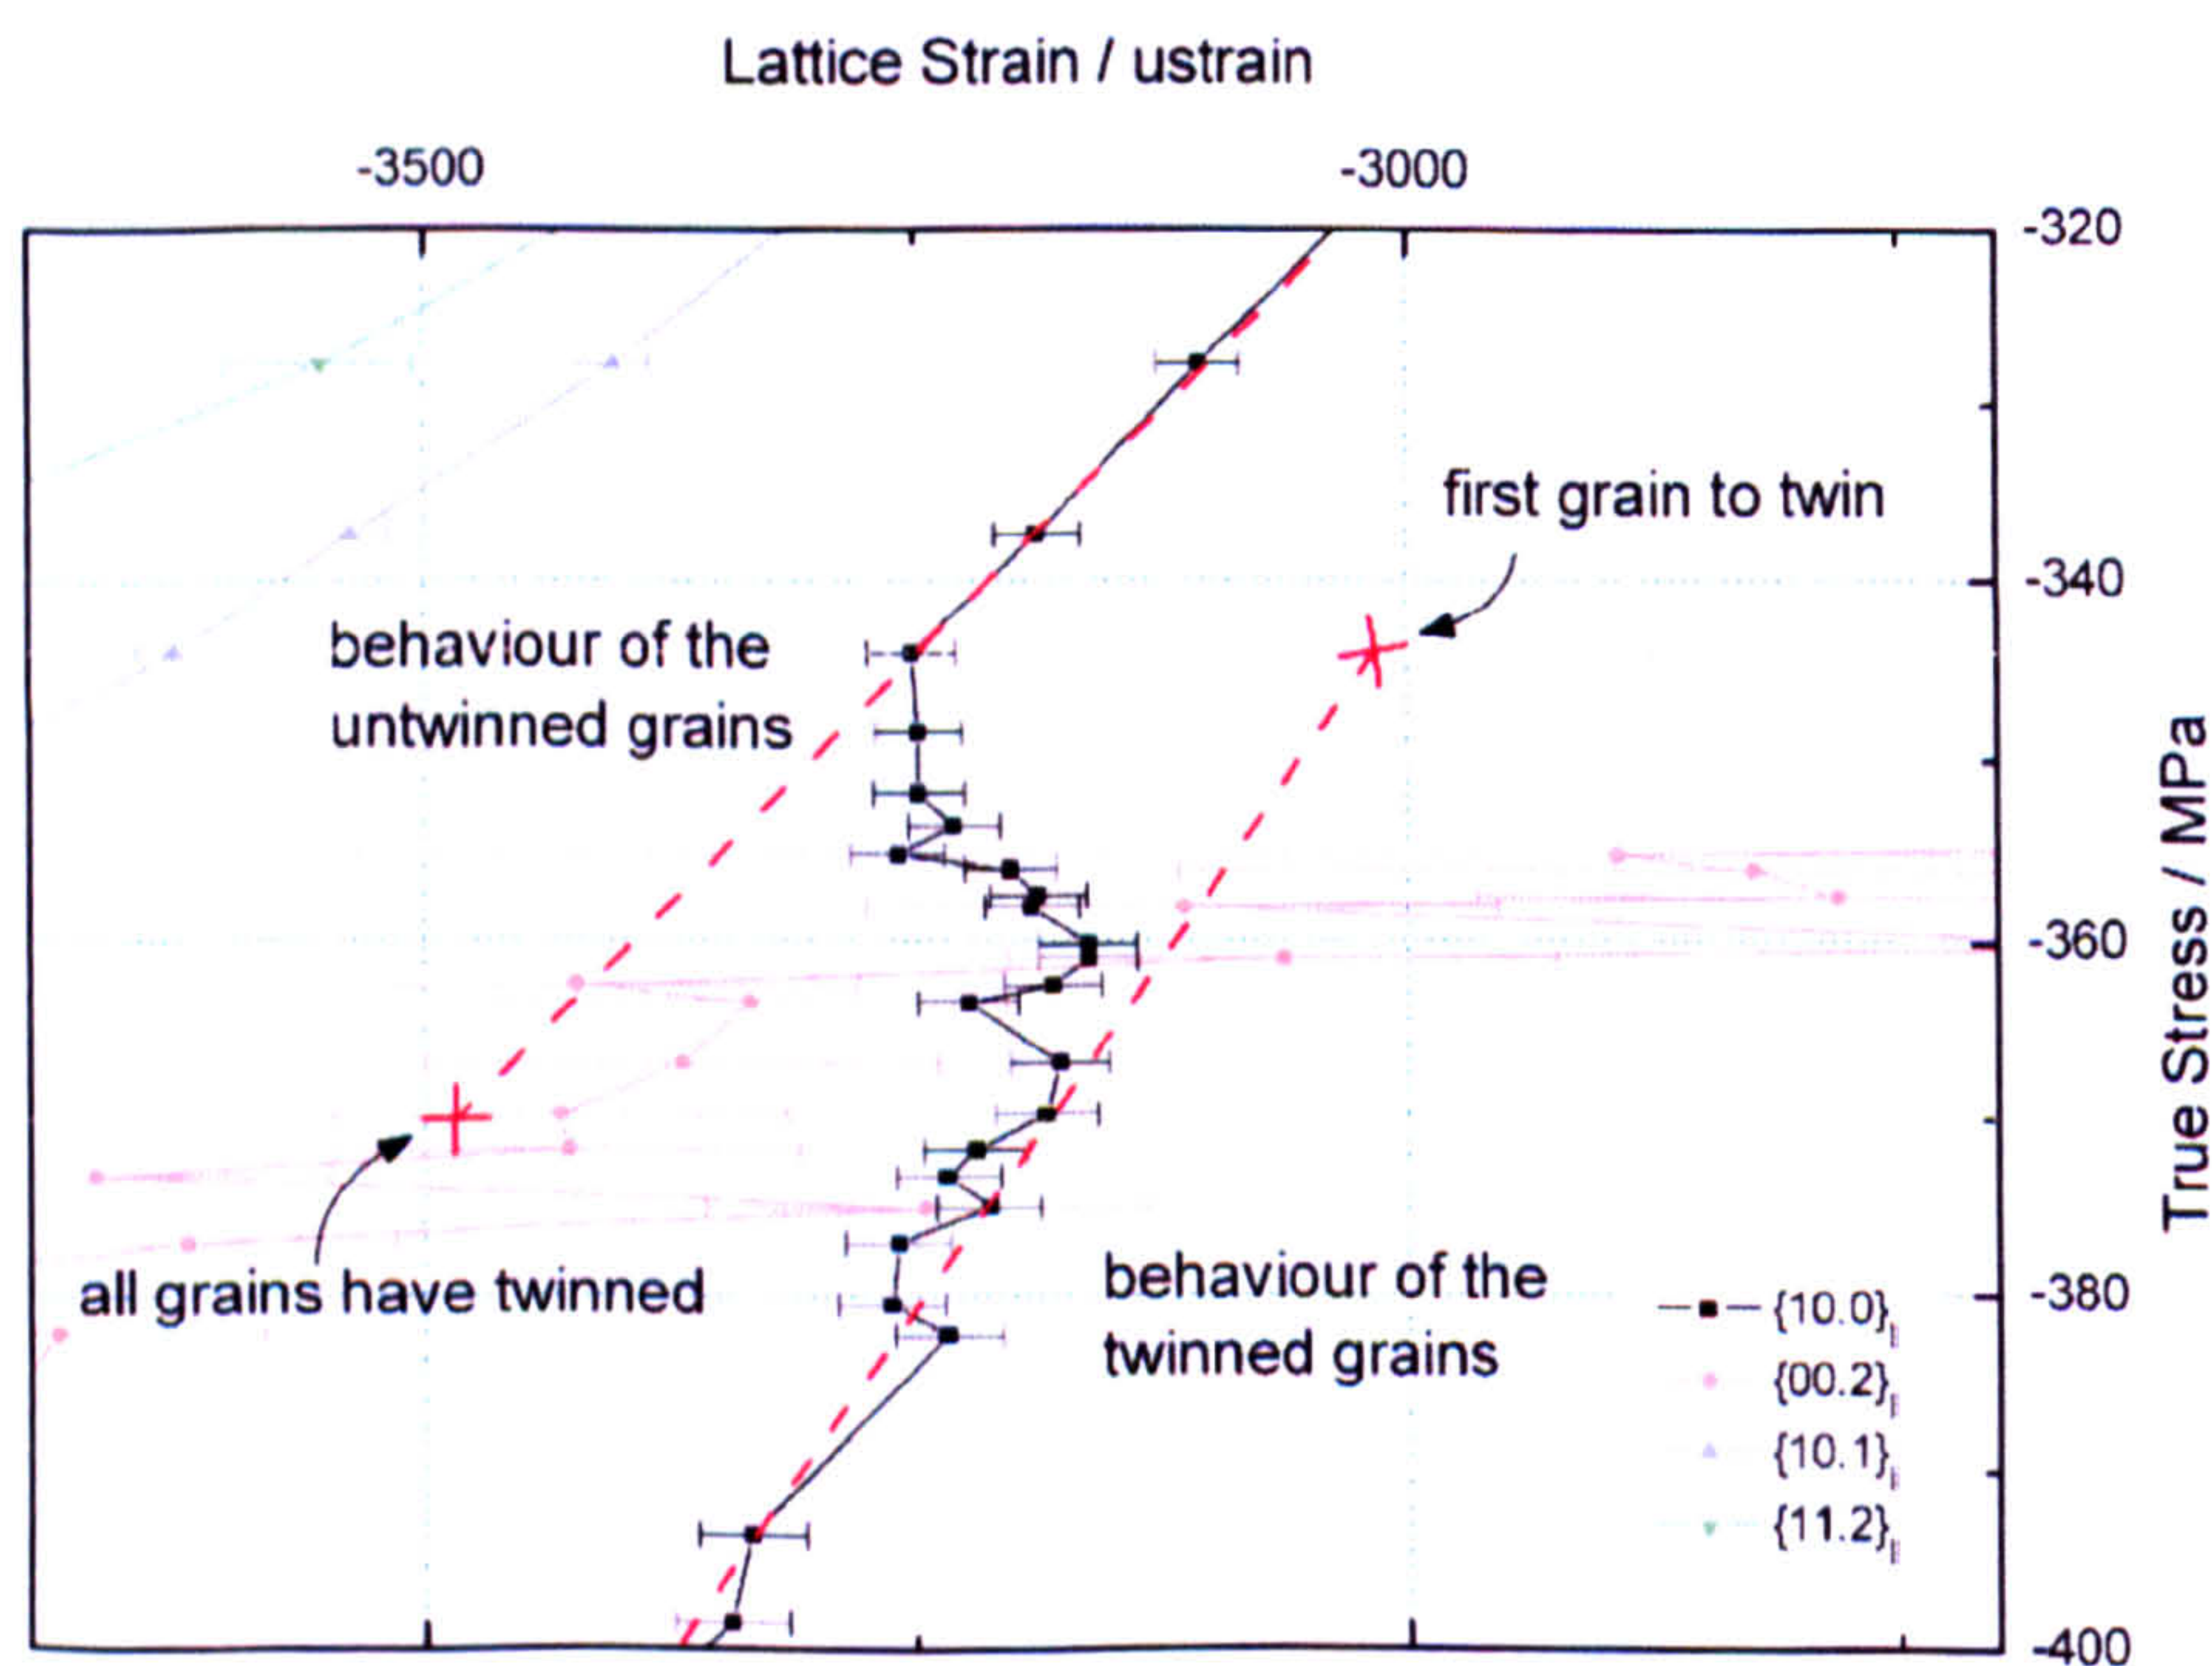 Lattice Strain / ustrain
-3500 -3000
-320
first grain to twin
-340
behaviour of the
untwinned grains
-360
True Stress / MPa
all grains have twinned
behaviour of the
twinned grains
-380
{10.0}
{00.2}
{10.1}
{11.2}
-400